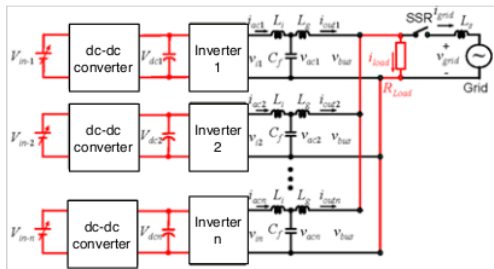 i_ac1 L_i L_g i_out1 SSR i_grid L_s
V_in-1 dc-dc converter V_dc1 Inverter 1 v_i1 C_f v_ac1 v_bus i_load + v_grid -
R_Load Grid
i_ac2 L_i L_g i_out2
V_in-2 dc-dc converter V_dc2 Inverter 2 v_i2 C_f v_ac2 v_bus
i_acn L_i L_g i_outn
V_in-n dc-dc converter V_dcn Inverter n v_in C_f v_acn v_bus